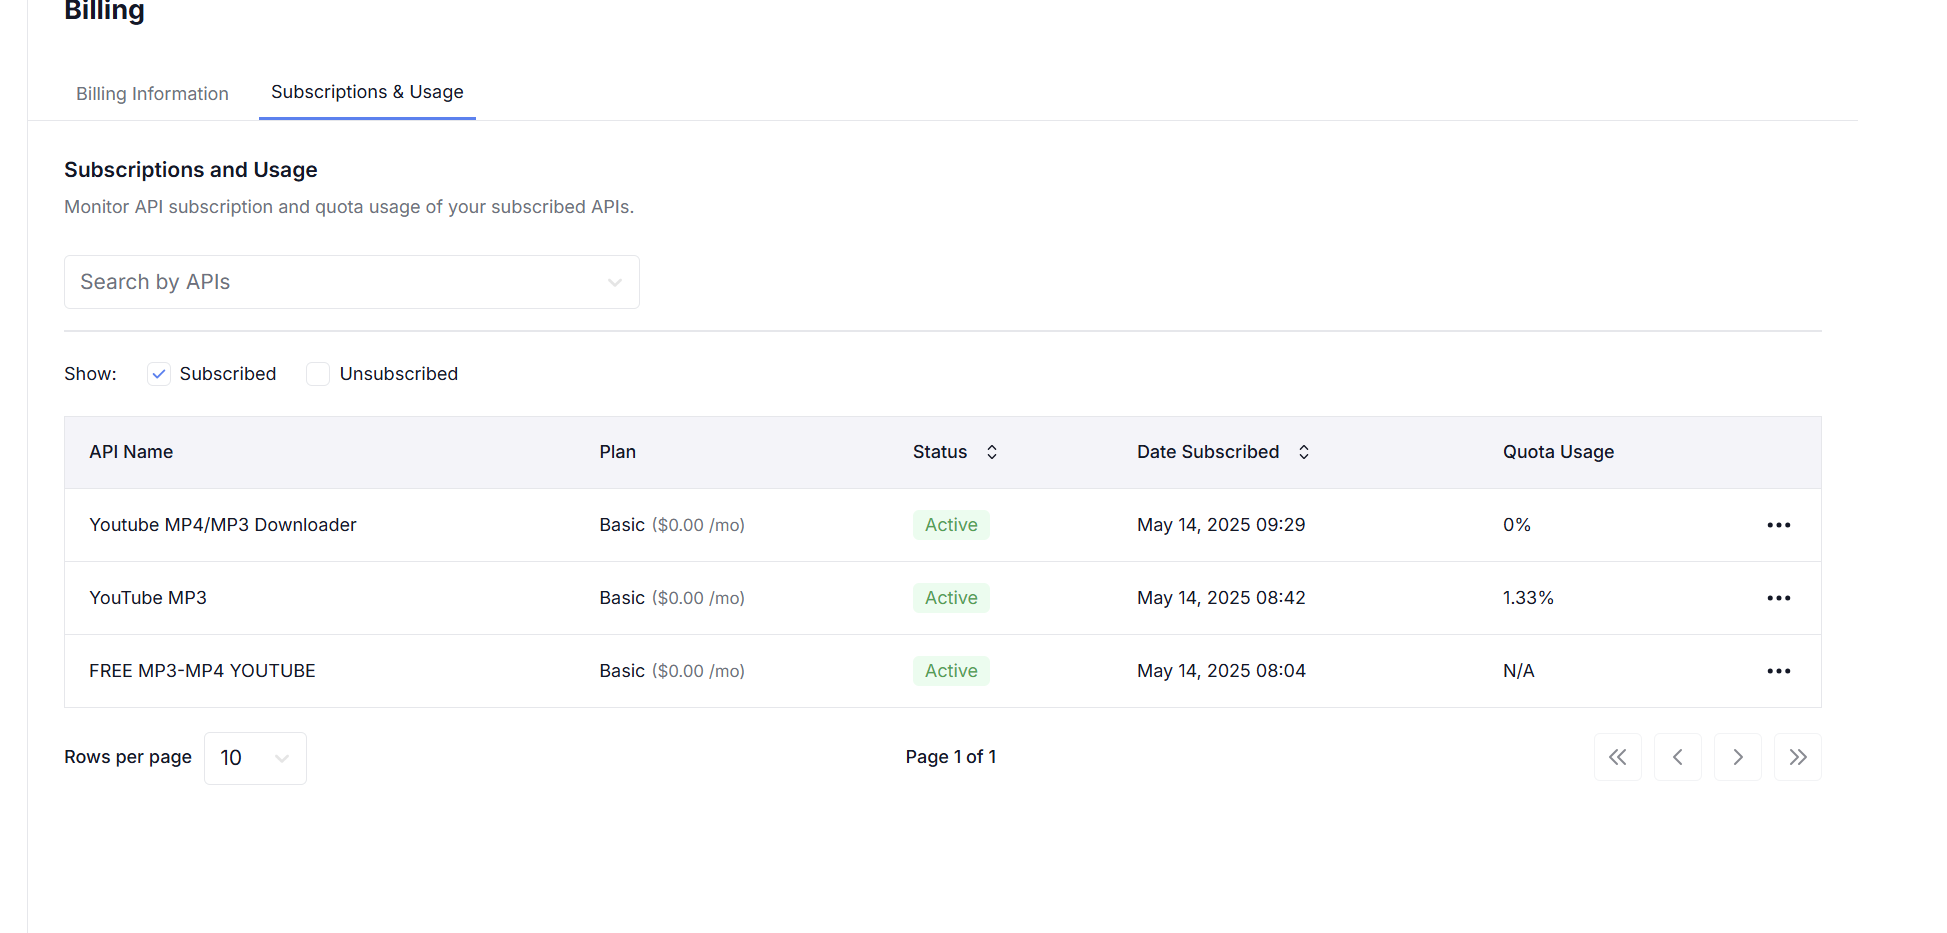 Billing
Billing Information Subscriptions & Usage
Subscriptions and Usage
Monitor API subscription and quota usage of your subscribed APIs.
Search by APIs
Show: Subscribed Unsubscribed
API Name Plan Status Date Subscribed Quota Usage
Youtube MP4/MP3 Downloader Basic ($0.00 /mo) Active May 14, 2025 09:29 0%
YouTube MP3 Basic ($0.00 /mo) Active May 14, 2025 08:42 1.33%
FREE MP3-MP4 YOUTUBE Basic ($0.00 /mo) Active May 14, 2025 08:04 N/A
Rows per page 10 Page 1 of 1